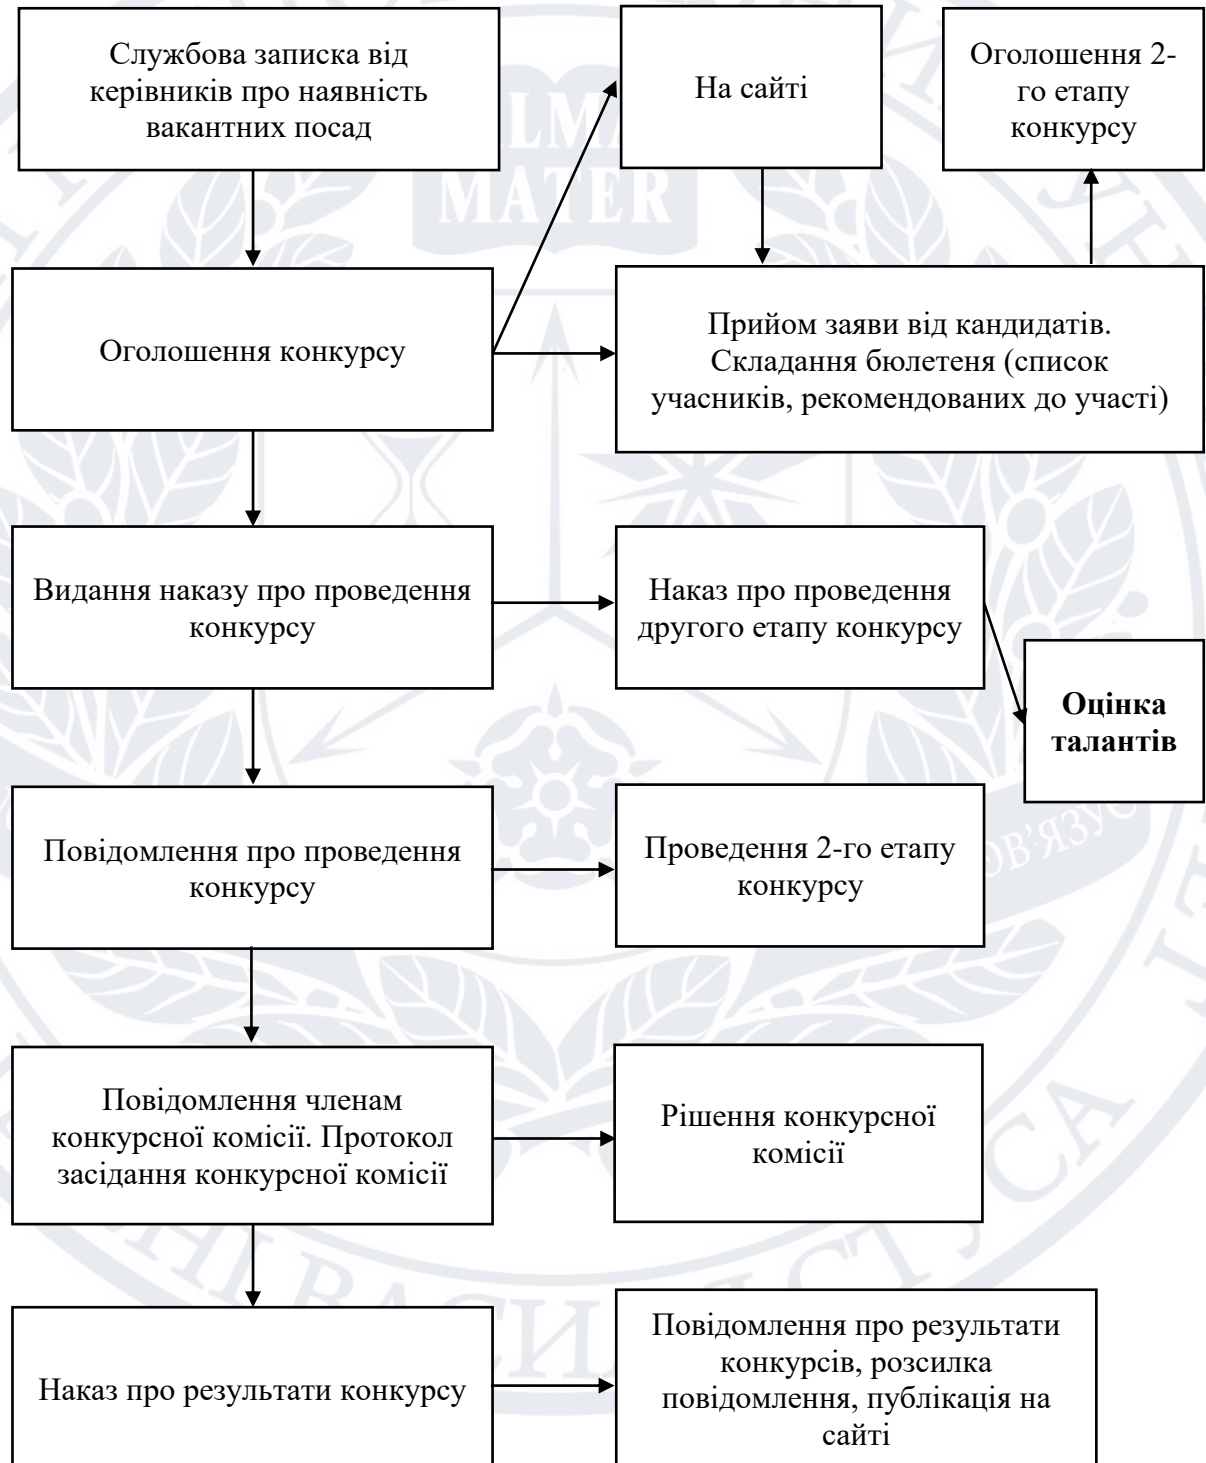 Службова записка від
керівників про наявність
вакантних посад
На сайті
Оголошення 2-
го етапу
конкурсу
ALMA
MATER
Оголошення конкурсу
Прийом заяви від кандидатів.
Складання бюлетеня (список
учасників, рекомендованих до участі)
Видання наказу про проведення
конкурсу
Наказ про проведення
другого етапу конкурсу
Оцінка
талантів
Повідомлення про проведення
конкурсу
Проведення 2-го етапу
конкурсу
Повідомлення членам
конкурсної комісії. Протокол
засідання конкурсної комісії
Рішення конкурсної
комісії
Наказ про результати конкурсу
Повідомлення про результати
конкурсів, розсилка
повідомлення, публікація на
сайті